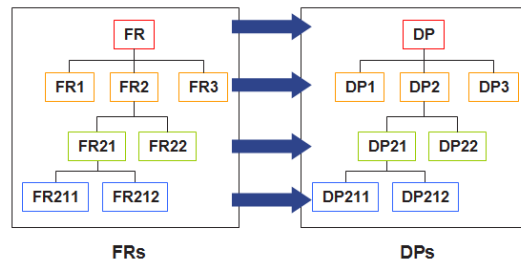 FR
DP
FR1 FR2 FR3
DP1 DP2 DP3
FR21 FR22
DP21 DP22
FR211 FR212
DP211 DP212
FRs
DPs